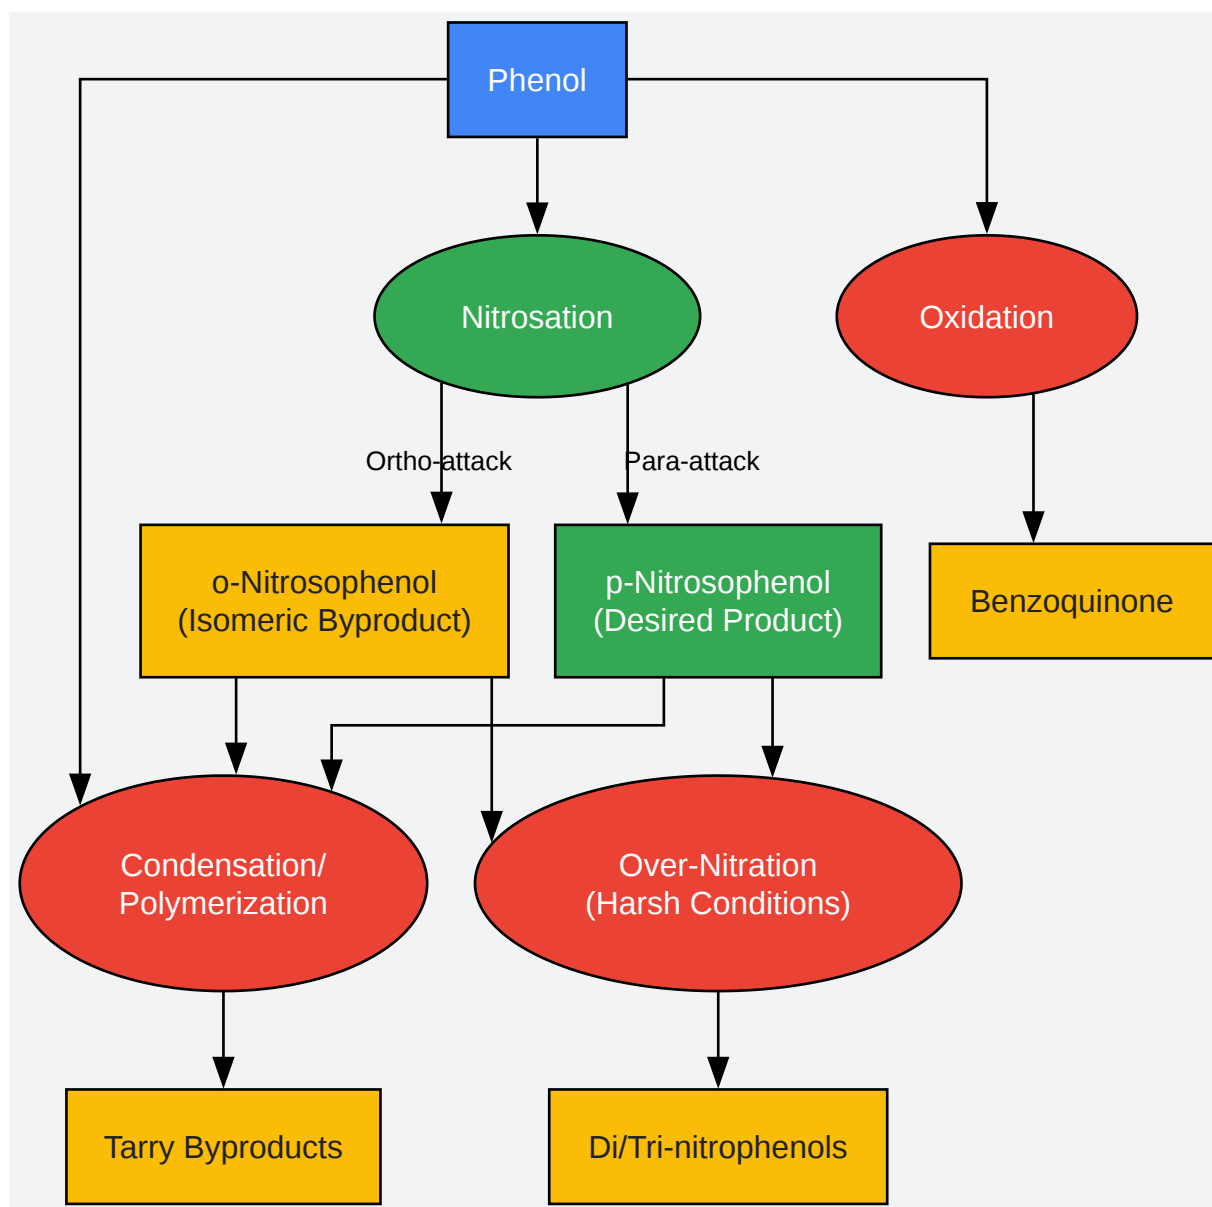 Phenol
Nitrosation
Oxidation
Ortho-attack
Para-attack
o-Nitrosophenol
(Isomeric Byproduct)
p-Nitrosophenol
(Desired Product)
Benzoquinone
Condensation/
Polymerization
Over-Nitration
(Harsh Conditions)
Tarry Byproducts
Di/Tri-nitrophenols